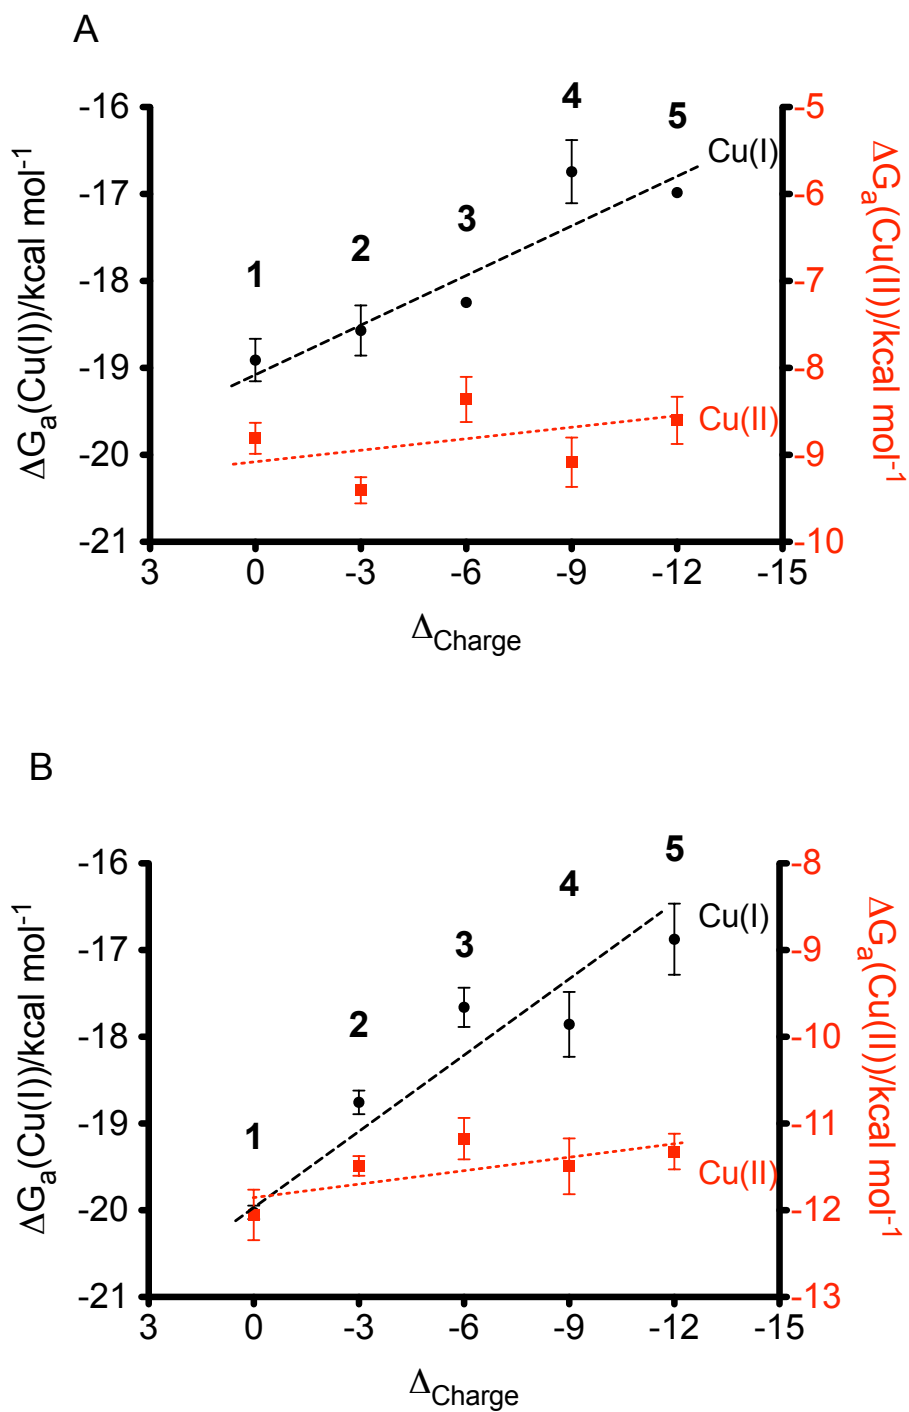 A
ΔGa(Cu(I))/kcal mol-1
-16
-17
-18
-19
-20
-21
1
2
3
4
5
Cu(I)
Cu(II)
-5
-6
-7
-8
-9
-10
ΔGa(Cu(II))/kcal mol-1
3 0 -3 -6 -9 -12 -15
ΔCharge
B
ΔGa(Cu(I))/kcal mol-1
-16
-17
-18
-19
-20
-21
1
2
3
4
5
Cu(I)
Cu(II)
-8
-9
-10
-11
-12
-13
ΔGa(Cu(II))/kcal mol-1
3 0 -3 -6 -9 -12 -15
ΔCharge